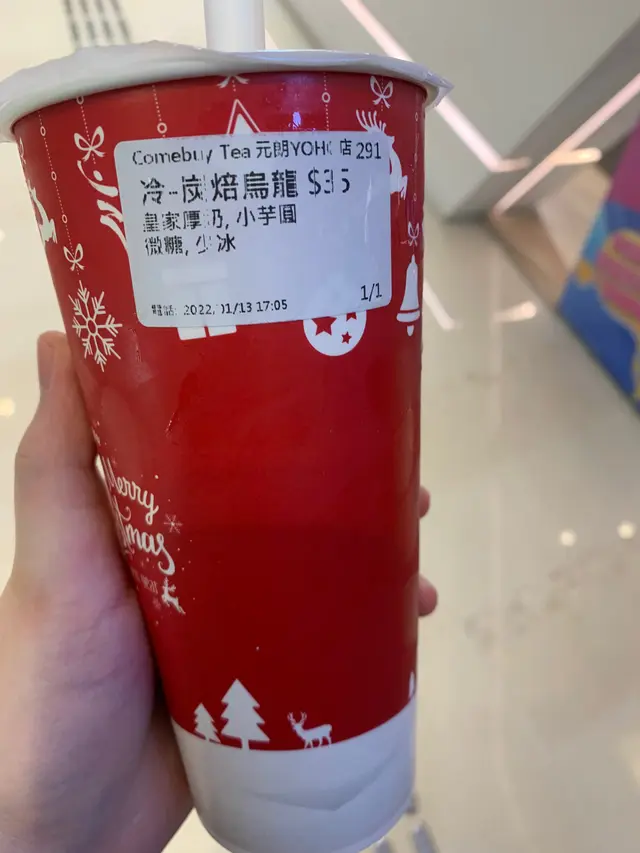 Comebuy Tea 元朗YOHO 店 291
冷-炭焙烏龍 $35
皇家厚奶, 小芋圓
微糖, 少冰
2022/01/13 17:05
1/1
Merry